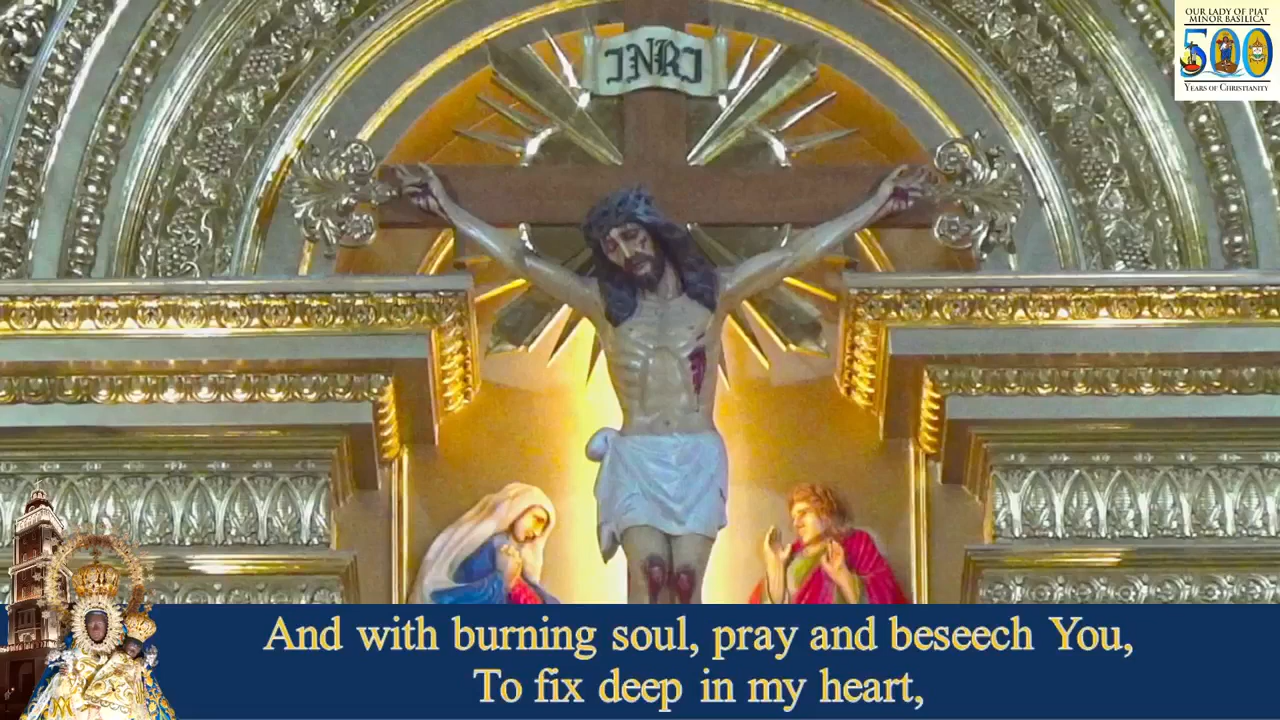 OUR LADY OF PIAT
MINOR BASILICA
500
YEARS OF CHRISTIANITY
INRI
And with burning soul, pray and beseech You,
To fix deep in my heart,